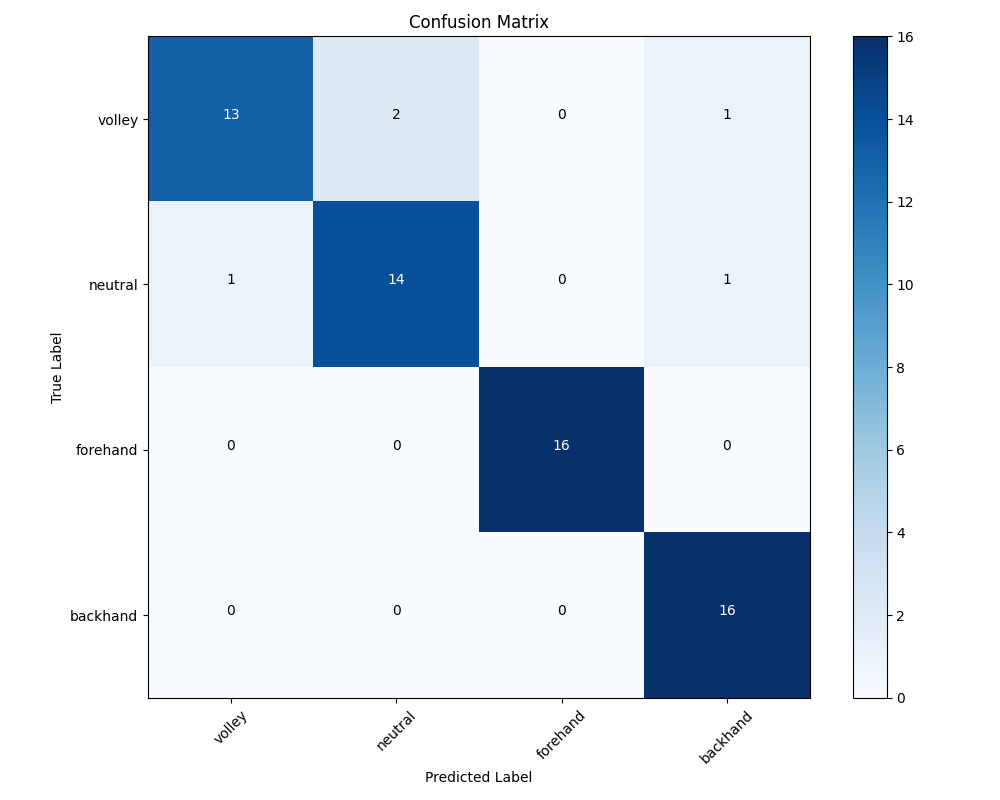 Confusion Matrix
volley 13 2 0 1
neutral 1 14 0 1
forehand 0 0 16 0
backhand 0 0 0 16
volley neutral forehand backhand
Predicted Label
True Label
16
14
12
10
8
6
4
2
0